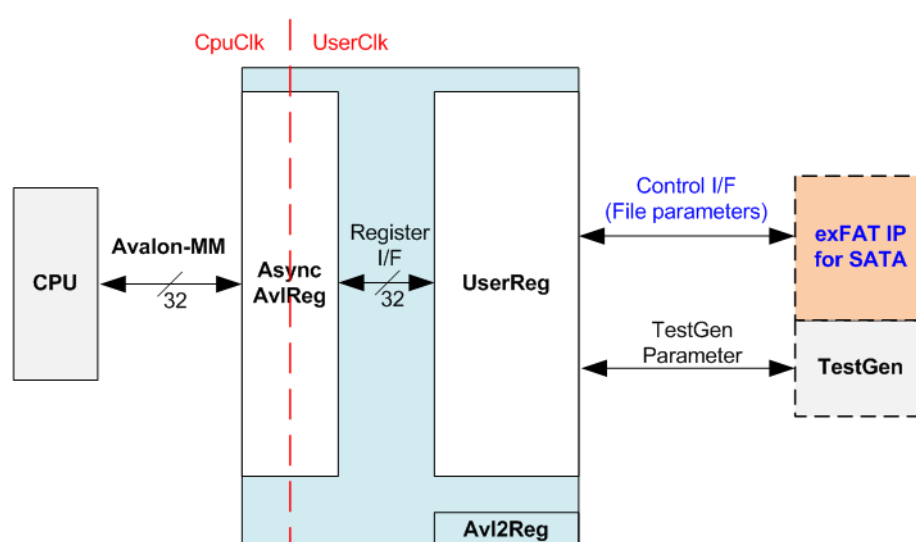 CpuClk
UserClk
CPU
Avalon-MM
32
Async
AvlReg
Register
I/F
32
UserReg
Control I/F
(File parameters)
exFAT IP
for SATA
TestGen
Parameter
TestGen
Avl2Reg